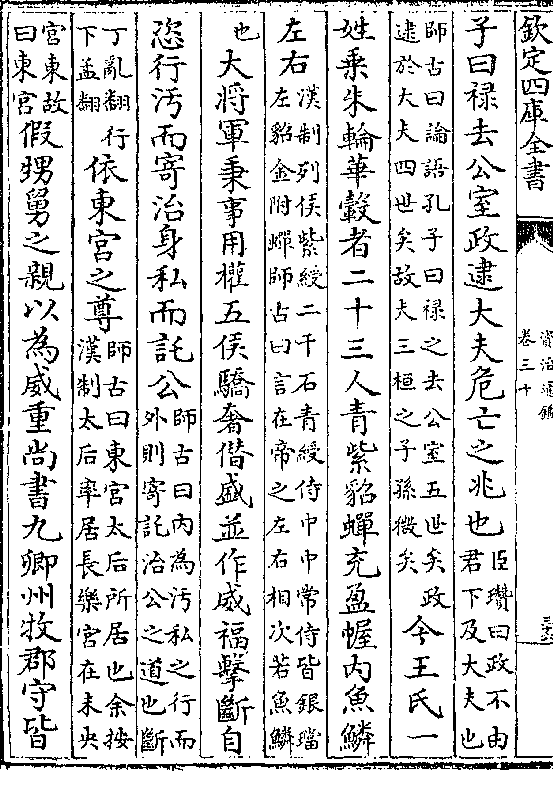 欽定四庫全書
資治通鑑
卷三十
子曰祿去公室政逮大夫危亡之兆也臣瓚曰政不由君下及大夫也
師古曰論語孔子曰祿之去公室五世矣政逮於大夫四世矣故夫三桓之子孫微矣今王氏一
姓乘朱輪華轂者二十三人青紫貂蟬充盈幄内魚鱗
左右漢制列侯紫綬二千石青綬侍中中常侍皆銀璫左貂金附蟬師古曰言在帝之左右相次若魚鱗
也大將軍秉事用權五侯驕奢僭盛並作威福擊斷自
恣行汚而寄治身私而託公師古曰内為汚私之行而外則寄託治公之道也斷
丁亂翻行下孟翻依東宮之尊師古曰東宮太后所居也余按漢制太后率居長樂宮在未央
宮東故曰東宮假甥舅之親以為威重尚書九卿州牧郡守皆